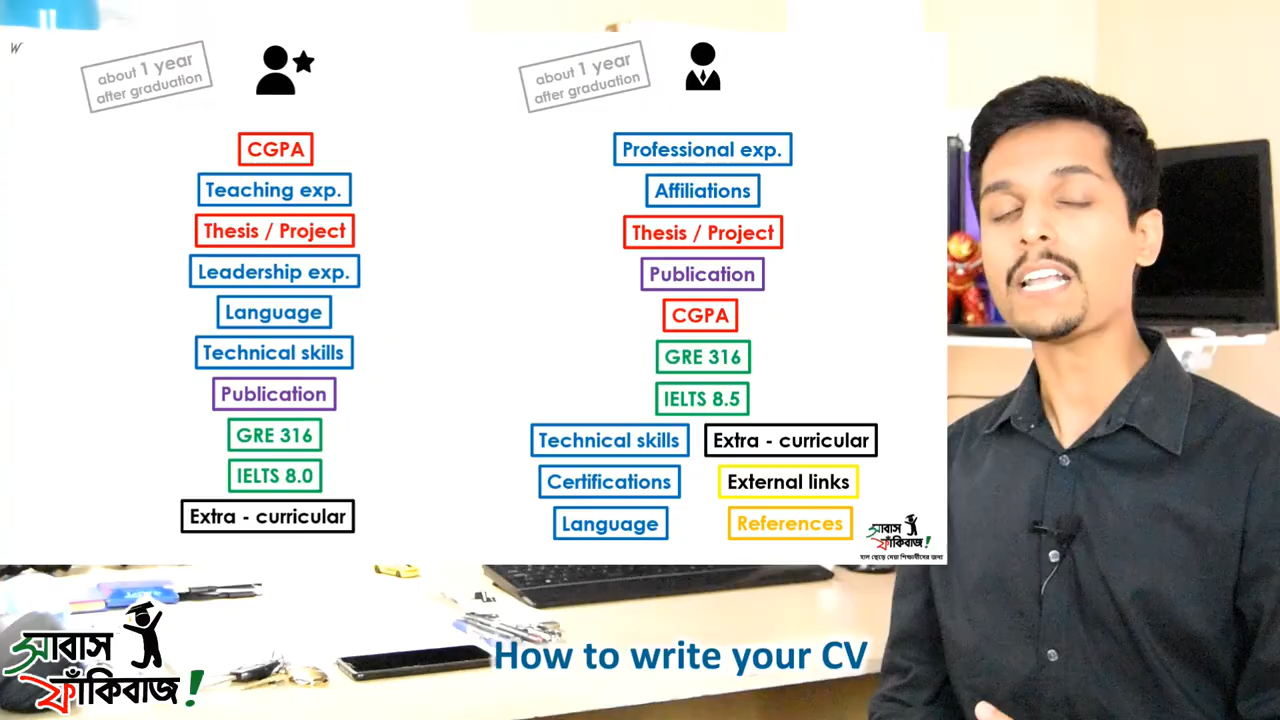 W
about 1 year
after graduation
CGPA
Teaching exp.
Thesis / Project
Leadership exp.
Language
Technical skills
Publication
GRE 316
IELTS 8.0
Extra - curricular
about 1 year
after graduation
Professional exp.
Affiliations
Thesis / Project
Publication
CGPA
GRE 316
IELTS 8.5
Technical skills
Extra - curricular
Certifications
External links
Language
References
সাবাস
ফাঁকিবাজ !
হাল ছেড়ে দেয়া শিক্ষার্থীদের জন্য
সাবাস
ফাঁকিবাজ !
How to write your CV